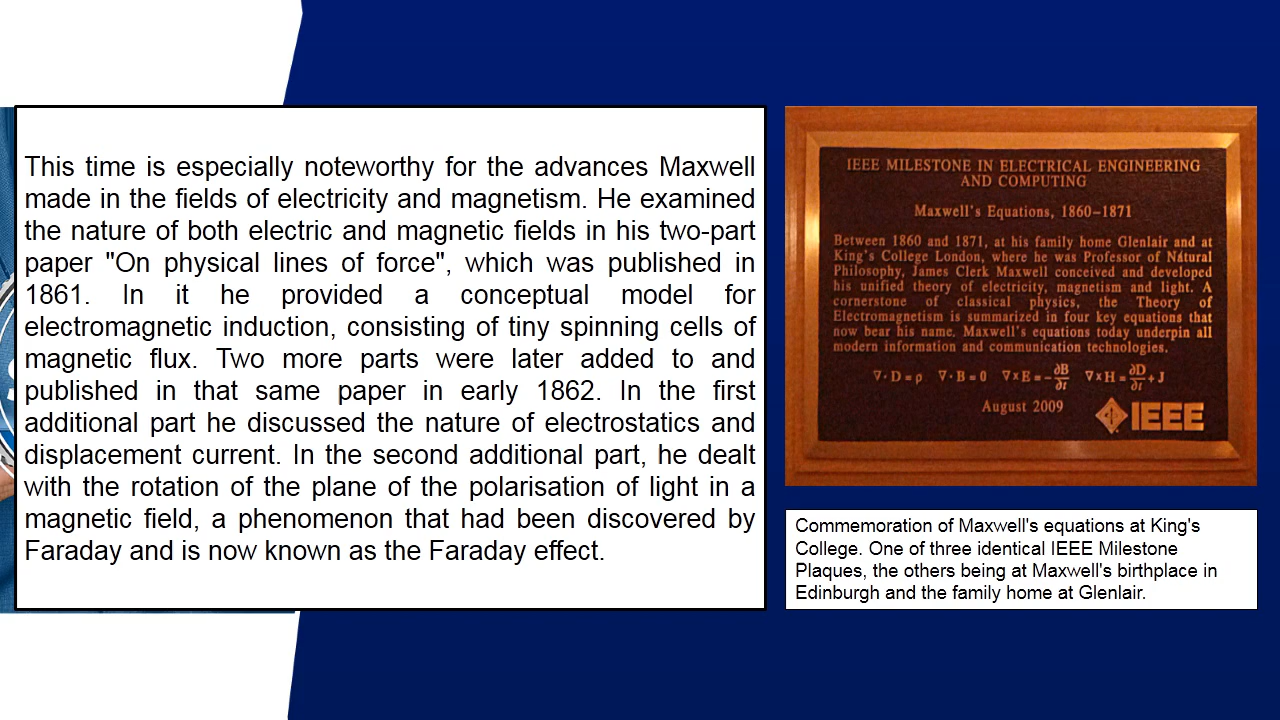 This time is especially noteworthy for the advances Maxwell
made in the fields of electricity and magnetism. He examined
the nature of both electric and magnetic fields in his two-part
paper "On physical lines of force", which was published in
1861. In it he provided a conceptual model for
electromagnetic induction, consisting of tiny spinning cells of
magnetic flux. Two more parts were later added to and
published in that same paper in early 1862. In the first
additional part he discussed the nature of electrostatics and
displacement current. In the second additional part, he dealt
with the rotation of the plane of the polarisation of light in a
magnetic field, a phenomenon that had been discovered by
Faraday and is now known as the Faraday effect.
IEEE MILESTONE IN ELECTRICAL ENGINEERING
AND COMPUTING
Maxwell's Equations, 1860–1871
Between 1860 and 1871, at his family home Glenlair and at
King's College London, where he was Professor of Natural
Philosophy, James Clerk Maxwell conceived and developed
his unified theory of electricity, magnetism and light. A
cornerstone of classical physics, the Theory of
Electromagnetism is summarized in four key equations that
now bear his name. Maxwell's equations today underpin all
modern information and communication technologies.
∇·D=ρ ∇·B=0 ∇×E=-∂B/∂t ∇×H=∂D/∂t+J
August 2009
IEEE
Commemoration of Maxwell's equations at King's
College. One of three identical IEEE Milestone
Plaques, the others being at Maxwell's birthplace in
Edinburgh and the family home at Glenlair.